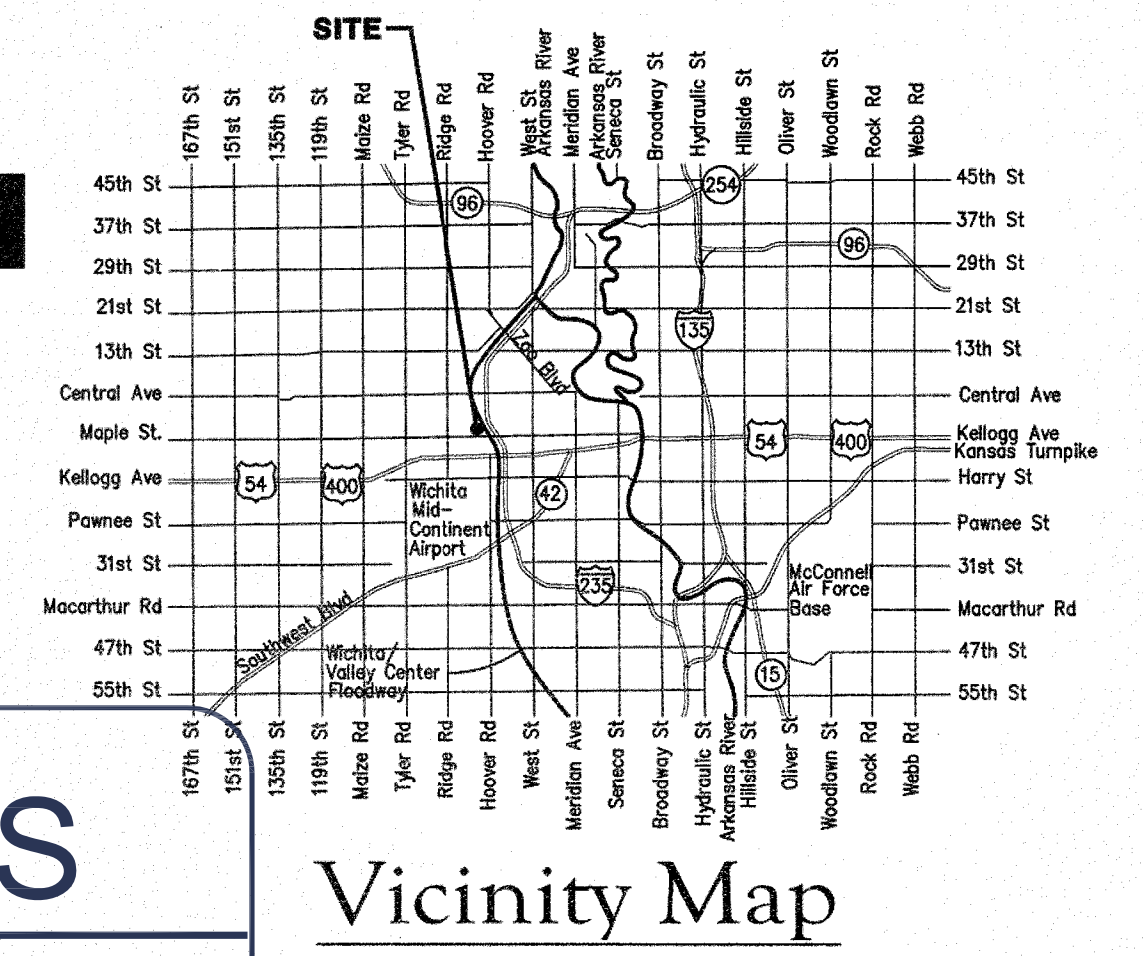 SITE
167th St
151st St
135th St
119th St
Maize Rd
Tyler Rd
Ridge Rd
Hoover Rd
West St
Arkansas River
Meridian Ave
Arkansas River
Seneca St
Broadway St
Hydraulic St
Hillside St
Oliver St
Woodlawn St
Rock Rd
Webb Rd
45th St
37th St
29th St
21st St
13th St
Central Ave
Maple St.
Kellogg Ave
Pawnee St
31st St
Macarthur Rd
47th St
55th St
96
254
96
135
Zoo Blvd
54
400
54
400
42
235
15
Wichita
Mid-
Continent
Airport
Southwest Blvd
Wichita/
Valley Center
Floodway
McConnell
Air Force
Base
45th St
37th St
29th St
21st St
13th St
Central Ave
Kellogg Ave
Kansas Turnpike
Harry St
Pawnee St
31st St
Macarthur Rd
47th St
55th St
167th St
151st St
135th St
119th St
Maize Rd
Tyler Rd
Ridge Rd
Hoover Rd
West St
Meridian Ave
Seneca St
Broadway St
Hydraulic St
Arkansas River
Hillside St
Oliver St
Woodlawn St
Rock Rd
Webb Rd
S
Vicinity Map